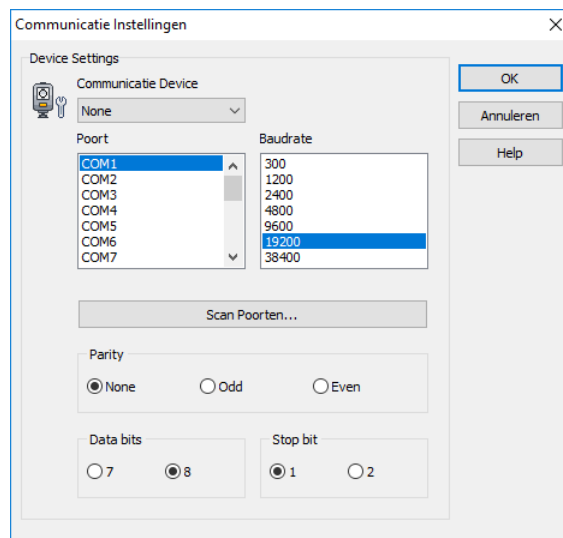 Communicatie Instellingen
Device Settings
Communicatie Device
None
Poort
COM1
COM2
COM3
COM4
COM5
COM6
COM7
Baudrate
300
1200
2400
4800
9600
19200
38400
Scan Poorten...
Parity
None
Odd
Even
Data bits
7
8
Stop bit
1
2
OK
Annuleren
Help